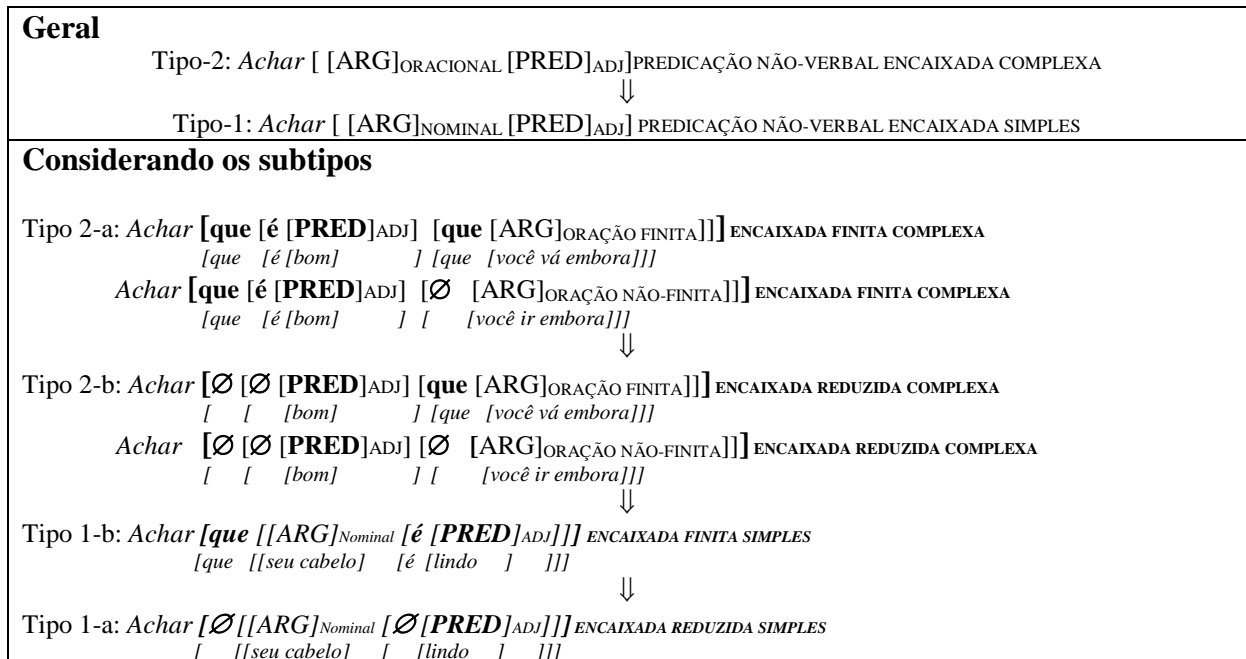 Geral
Tipo-2: Achar [ [ARG]ORACIONAL [PRED]ADJ]PREDICAÇÃO NÃO-VERBAL ENCAIXADA COMPLEXA
⇓
Tipo-1: Achar [ [ARG]NOMINAL [PRED]ADJ] PREDICAÇÃO NÃO-VERBAL ENCAIXADA SIMPLES
Considerando os subtipos
Tipo 2-a: Achar [que [é [PRED]ADJ] [que [ARG]ORAÇÃO FINITA]]] ENCAIXADA FINITA COMPLEXA
[que [é [bom] ] [que [você vá embora]]]
Achar [que [é [PRED]ADJ] [Ø [ARG]ORAÇÃO NÃO-FINITA]] ENCAIXADA FINITA COMPLEXA
[que [é [bom] ] [ [você ir embora]]]
⇓
Tipo 2-b: Achar [Ø [Ø [PRED]ADJ] [que [ARG]ORAÇÃO FINITA]]] ENCAIXADA REDUZIDA COMPLEXA
[ [ [bom] ] [que [você vá embora]]]
Achar [Ø [Ø [PRED]ADJ] [Ø [ARG]ORAÇÃO NÃO-FINITA]]] ENCAIXADA REDUZIDA COMPLEXA
[ [ [bom] ] [ [você ir embora]]]
⇓
Tipo 1-b: Achar [que [[ARG]Nominal [é [PRED]ADJ]]] ENCAIXADA FINITA SIMPLES
[que [[seu cabelo] [é [lindo ] ]]]
⇓
Tipo 1-a: Achar [Ø [[ARG]Nominal [Ø [PRED]ADJ]]] ENCAIXADA REDUZIDA SIMPLES
[ [[seu cabelo] [ [lindo ] ]]]